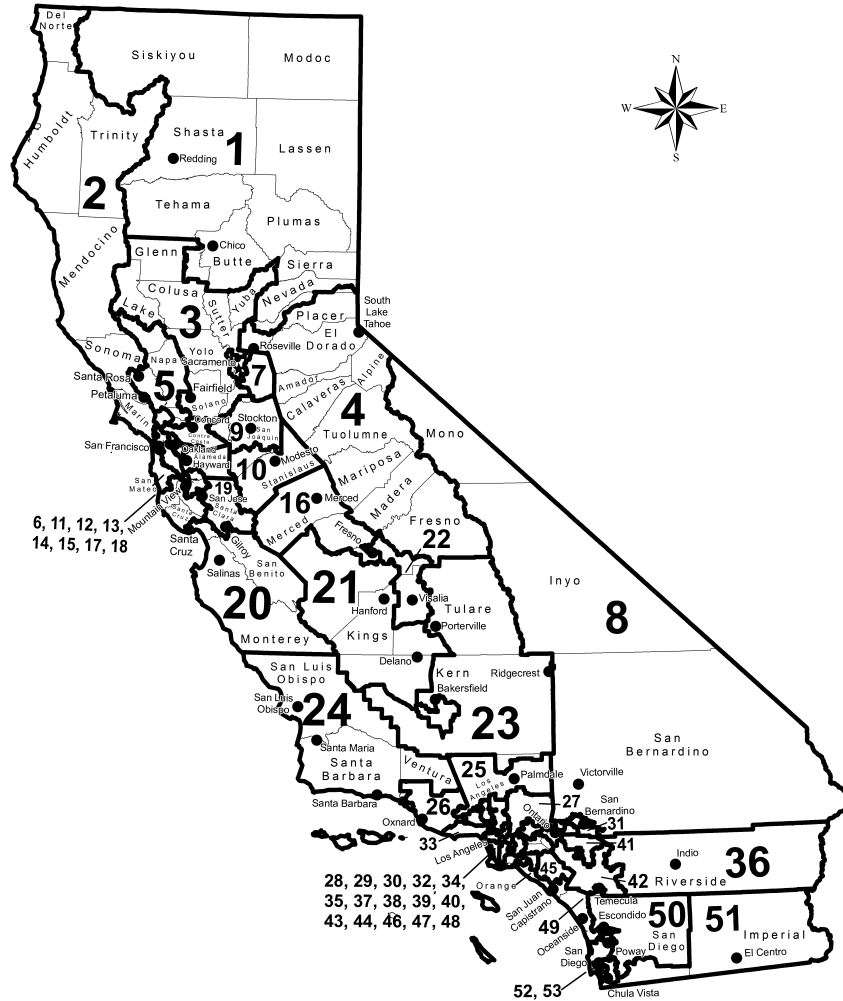 Del
Norte
Siskiyou
Modoc
N
W
E
S
Humboldt
Trinity
Shasta
1
Lassen
Redding
2
Tehama
Plumas
Mendocino
Glenn
Chico
Butte
Sierra
Colusa
Yuba
Nevada
Lake
3
Sutter
Placer
South
Lake
Tahoe
El
Dorado
Sonoma
Napa
Yolo
Sacramento
Roseville
Alpine
Santa Rosa
5
7
Amador
Petaluma
Fairfield
Calaveras
Marin
Solano
4
Concord
9
Stockton
San
Joaquin
Tuolumne
Mono
San Francisco
Contra
Costa
Oakland
Alameda
Hayward
10
Modesto
Stanislaus
Mariposa
San
Mateo
Mountain View
19
San Jose
16
Merced
Madera
6, 11, 12, 13,
14, 15, 17, 18
Santa
Cruz
Santa
Clara
Merced
Fresno
Fresno
22
Santa
Cruz
Gilroy
Salinas
San
Benito
21
Inyo
20
Hanford
Visalia
Tulare
8
Porterville
Monterey
Kings
Delano
San Luis
Obispo
Kern
Ridgecrest
Bakersfield
San Luis
Obispo
24
23
Santa Maria
San
Bernardino
Santa
Barbara
Ventura
25
Los
Angeles
Palmdale
Victorville
Santa Barbara
26
27
San
Bernardino
Oxnard
Ontario
31
33
Los Angeles
41
Indio
36
45
28, 29, 30, 32, 34,
35, 37, 38, 39, 40,
43, 44, 46, 47, 48
Orange
42
Riverside
San Juan
Capistrano
Temecula
49
Escondido
50
51
Oceanside
San
Diego
Imperial
San
Diego
Poway
El Centro
52, 53
Chula Vista